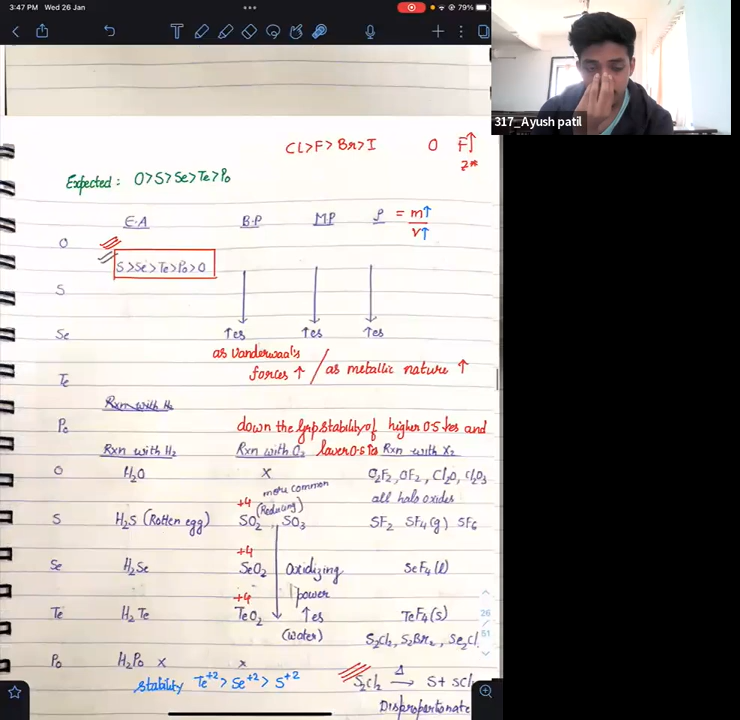 3:47 PM Wed 26 Jan
79%
317_Ayush patil
Cl>F>Br>I O F↑
Expected: O>S>Se>Te>Po
E.A B.P M.P ρ = m↑/V↑
O
S>Se>Te>Po>O
S
Se ↑es ↑es ↑es
as Vanderwaal's / as metallic nature ↑
forces ↑
Te
Rxn with H2
Po down the grp stability of higher O.S ↓es and
lower O.S ↑es
Rxn with H2 Rxn with O2 Rxn with X2
O H2O X O2F2, OF2, Cl2O, Cl2O3
all halo oxides
more common
+4 (Reducing)
S H2S (Rotten egg) SO2, SO3 SF2 SF4(g) SF6
+4
Se H2Se SeO2 Oxidizing SeF4(l)
power
+4
Te H2Te TeO2 ↑es TeF4(s)
(water)
S2Cl2, S2Br2, Se2Cl
26
51
Po H2Po X X
stability Te+2 > Se+2 > S+2
S2Cl2 Δ→ S + SCl
Disproportionate